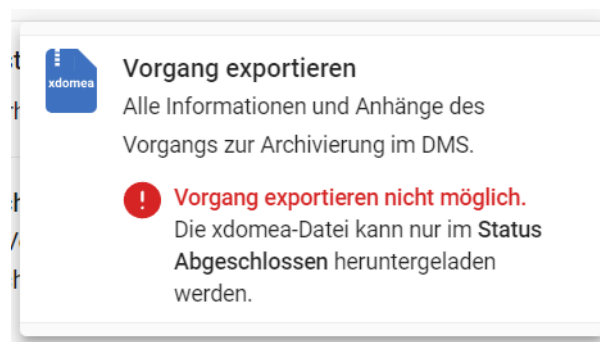 xdomea
Vorgang exportieren
Alle Informationen und Anhänge des
Vorgangs zur Archivierung im DMS.
! Vorgang exportieren nicht möglich.
Die xdomea-Datei kann nur im Status
Abgeschlossen heruntergeladen
werden.